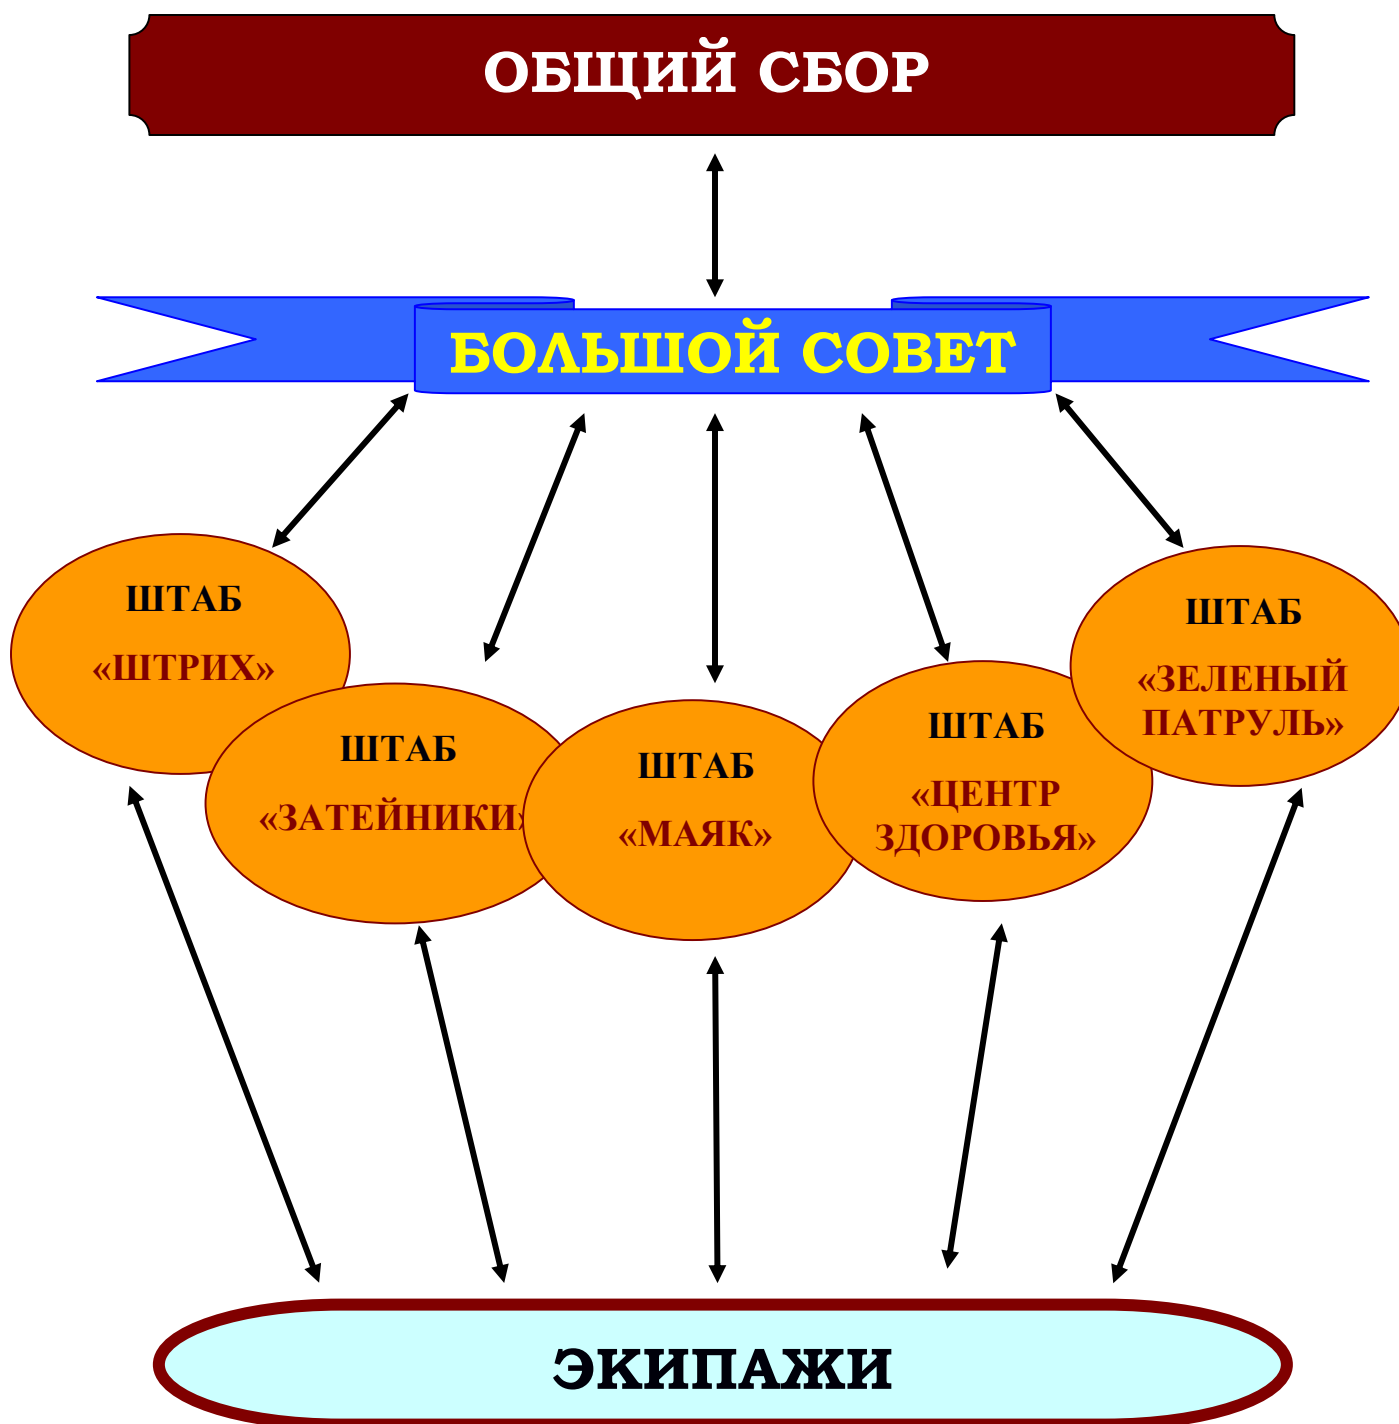 ОБЩИЙ СБОР
БОЛЬШОЙ СОВЕТ
ШТАБ
«ШТРИХ»
ШТАБ
«ЗАТЕЙНИКИ»
ШТАБ
«МАЯК»
ШТАБ
«ЦЕНТР
ЗДОРОВЬЯ»
ШТАБ
«ЗЕЛЕНЫЙ
ПАТРУЛЬ»
ЭКИПАЖИ